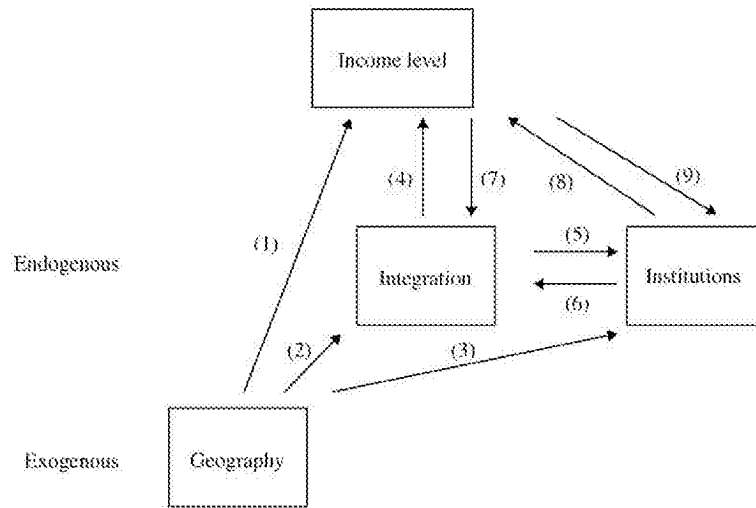 Income level
(4)
(7)
(8)
(9)
(1)
(5)
Endogenous
Integration
Institutions
(6)
(2)
(3)
Exogenous
Geography